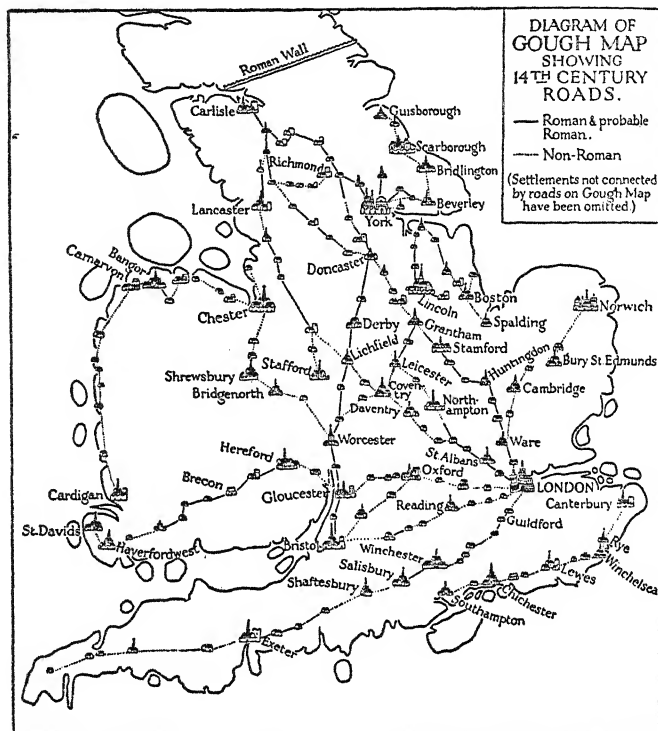 DIAGRAM OF
GOUGH MAP
SHOWING
14TH CENTURY
ROADS.
Roman & probable
Roman.
Non-Roman
(Settlements not connected
by roads on Gough Map
have been omitted.)
Roman Wall
Carlisle
Guisborough
Scarborough
Richmond
Bridlington
Lancaster
York
Beverley
Bangor
Carnarvon
Doncaster
Chester
Lincoln
Boston
Norwich
Derby
Grantham
Spalding
Lichfield
Stamford
Huntingdon
Shrewsbury
Stafford
Leicester
Bury St Edmunds
Bridgenorth
Coventry
Northampton
Cambridge
Daventry
Worcester
Ware
Hereford
St Albans
Brecon
Oxford
Cardigan
Gloucester
LONDON
Reading
Canterbury
St. Davids
Guildford
Haverfordwest
Bristol
Winchester
Rye
Salisbury
Lewes
Winchelsea
Shaftesbury
Chichester
Southampton
Exeter